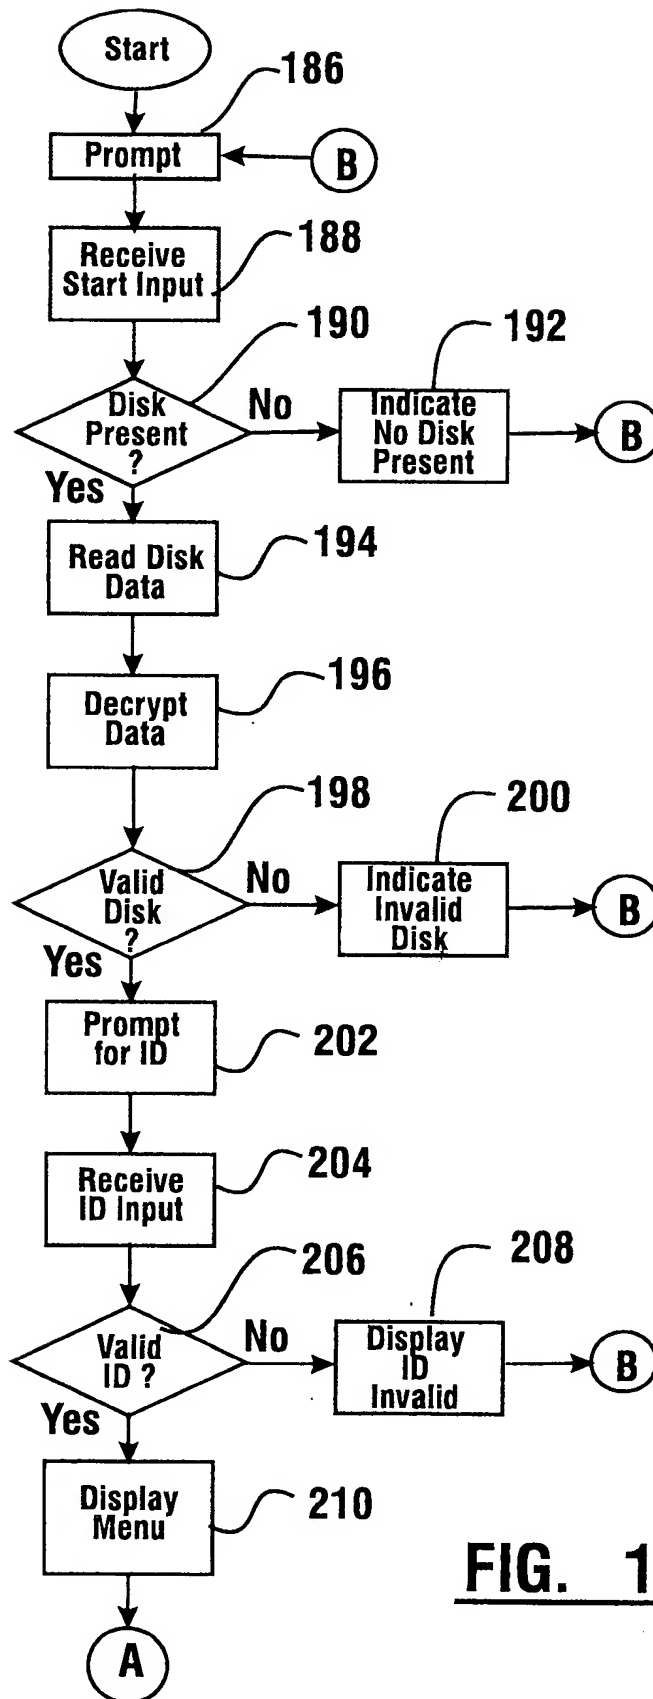 Start
186
Prompt
B
Receive
Start Input
188
190
192
Disk
Present
?
No
Indicate
No Disk
Present
B
Yes
Read Disk
Data
194
Decrypt
Data
196
198
200
Valid
Disk
?
No
Indicate
Invalid
Disk
B
Yes
Prompt
for ID
202
Receive
ID Input
204
206
208
Valid
ID ?
No
Display
ID
Invalid
B
Yes
Display
Menu
210
FIG. 1
A